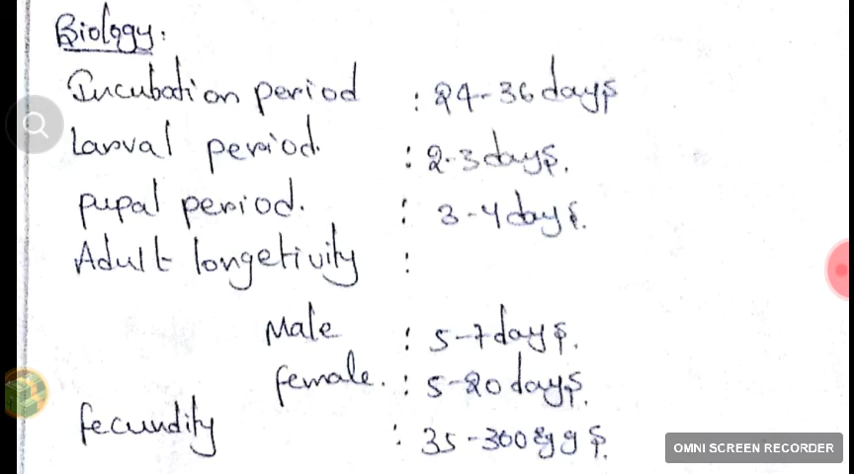 Biology:
Incubation period : 24-36 days
Larval period. : 2-3 days.
pupal period. : 3-4 days.
Adult longetivity :
Male : 5-7 days.
female. : 5-20 days.
fecundity : 35-300 eggs.
OMNI SCREEN RECORDER